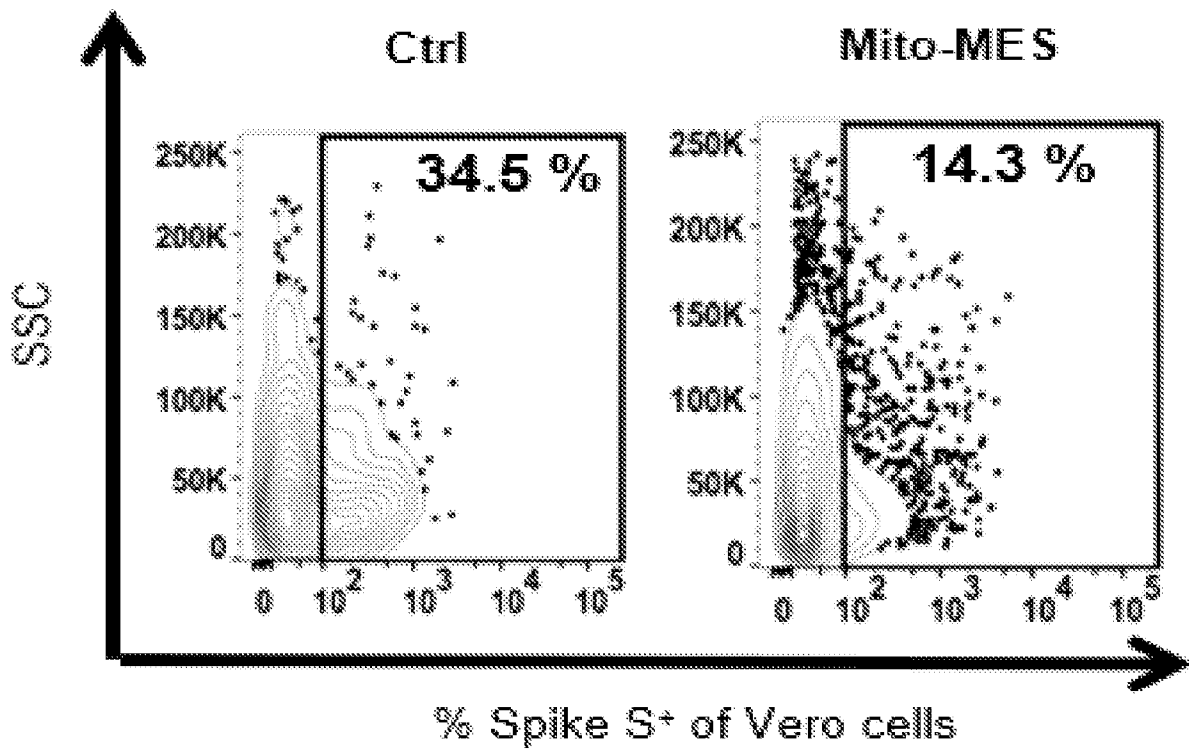 Ctrl
Mito-MES
SSC
250K
200K
150K
100K
50K
0
34.5 %
0 10² 10³ 10⁴ 10⁵
250K
200K
150K
100K
50K
0
14.3 %
0 10² 10³ 10⁴ 10⁵
% Spike S⁺ of Vero cells